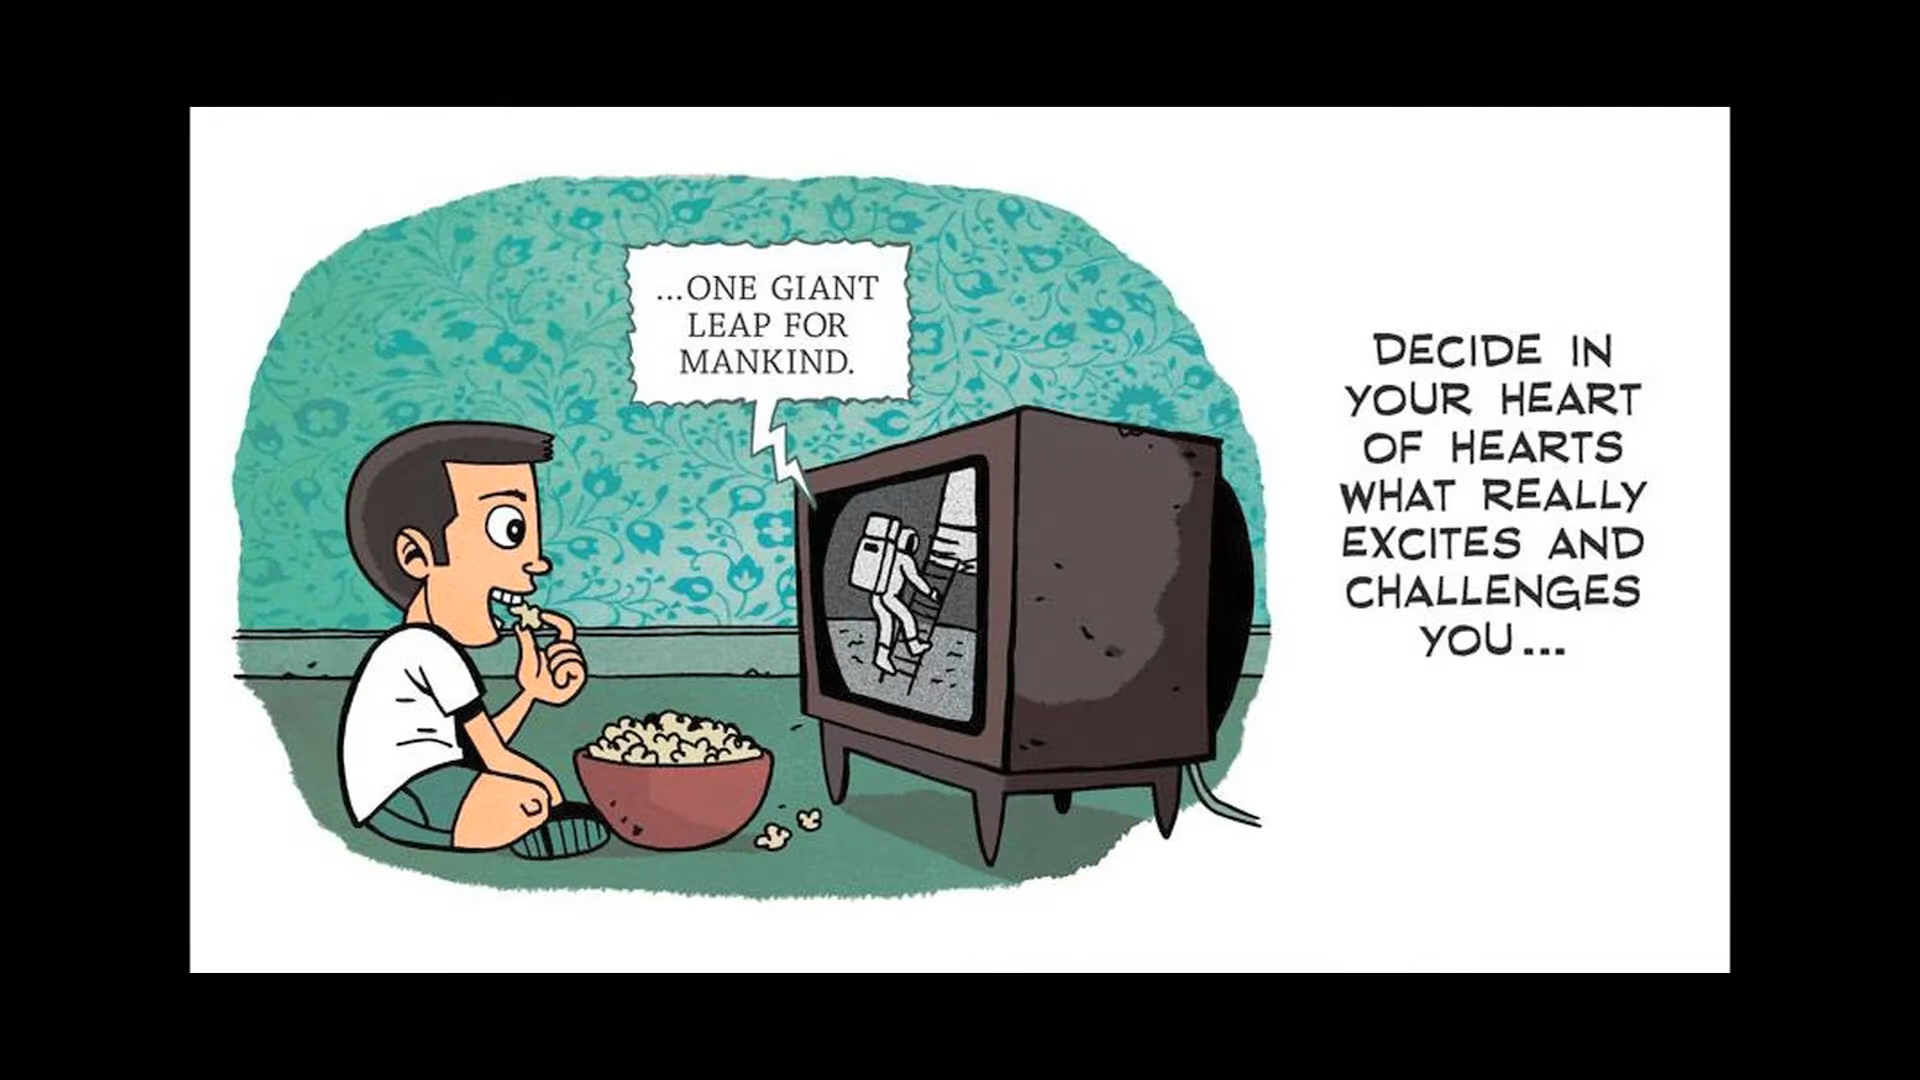 ...ONE GIANT
LEAP FOR
MANKIND.
DECIDE IN
YOUR HEART
OF HEARTS
WHAT REALLY
EXCITES AND
CHALLENGES
YOU...